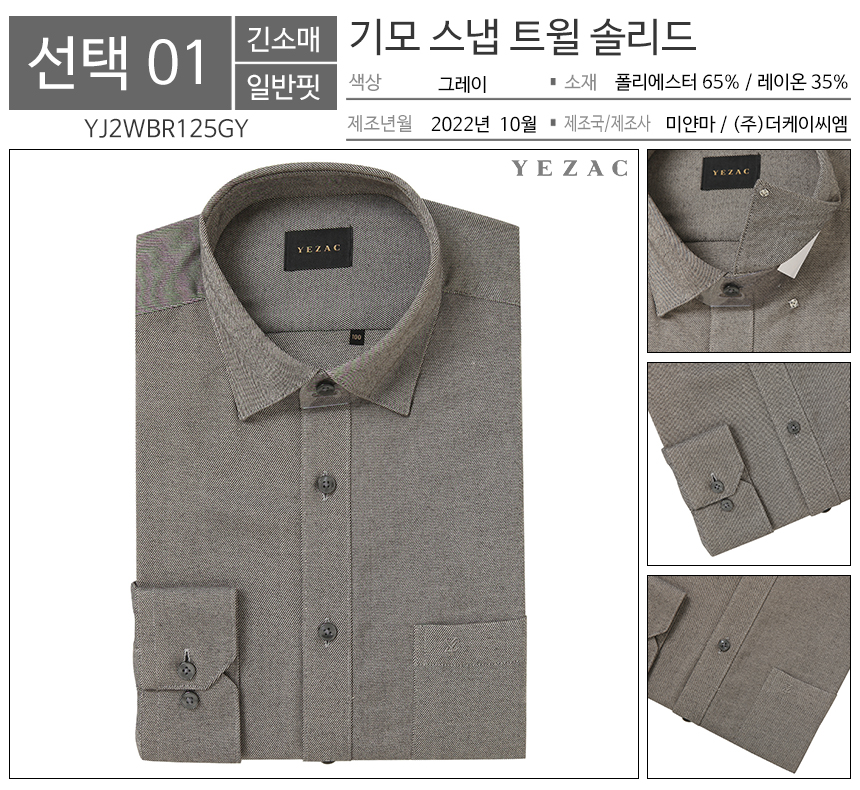 선택 01
긴소매
일반핏
YJ2WBR125GY
기모 스냅 트윌 솔리드
색상 그레이 소재 폴리에스터 65% / 레이온 35%
제조년월 2022년 10월 제조국/제조사 미얀마 / (주)더케이씨엠
YEZAC
YEZAC
100
YEZAC